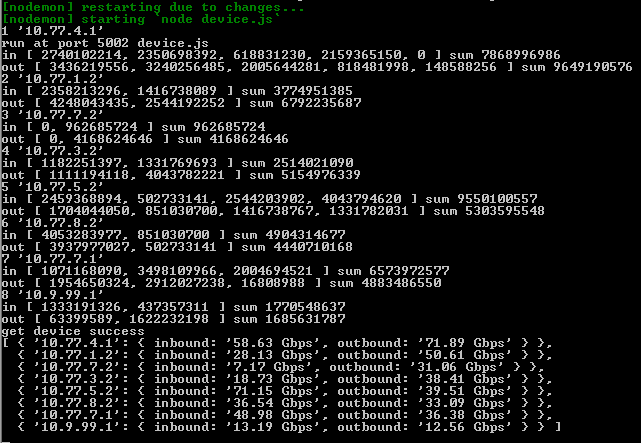 [nodemon] restarting due to changes...
[nodemon] starting `node device.js`
1 '10.77.4.1'
run at port 5002 device.js
in [ 2740102214, 2350698392, 618831230, 2159365150, 0 ] sum 7868996986
out [ 3436219556, 3240256485, 2005644281, 818481998, 148588256 ] sum 9649190576
2 '10.77.1.2'
in [ 2358213296, 1416738089 ] sum 3774951385
out [ 4248043435, 2544192252 ] sum 6792235687
3 '10.77.7.2'
in [ 0, 962685724 ] sum 962685724
out [ 0, 4168624646 ] sum 4168624646
4 '10.77.3.2'
in [ 1182251397, 1331769693 ] sum 2514021090
out [ 1111194118, 4043782221 ] sum 5154976339
5 '10.77.5.2'
in [ 2459368894, 502733141, 2544203902, 4043794620 ] sum 9550100557
out [ 1704044050, 851030700, 1416738767, 1331782031 ] sum 5303595548
6 '10.77.8.2'
in [ 4053283977, 851030700 ] sum 4904314677
out [ 3937977027, 502733141 ] sum 4440710168
7 '10.77.7.1'
in [ 1071168090, 3498109966, 2004694521 ] sum 6573972577
out [ 1954650324, 2912027238, 16808988 ] sum 4883486550
8 '10.9.99.1'
in [ 1333191326, 437357311 ] sum 1770548637
out [ 63399589, 1622232198 ] sum 1685631787
get device success
[ { '10.77.4.1': { inbound: '58.63 Gbps', outbound: '71.89 Gbps' } },
{ '10.77.1.2': { inbound: '28.13 Gbps', outbound: '50.61 Gbps' } },
{ '10.77.7.2': { inbound: '7.17 Gbps', outbound: '31.06 Gbps' } },
{ '10.77.3.2': { inbound: '18.73 Gbps', outbound: '38.41 Gbps' } },
{ '10.77.5.2': { inbound: '71.15 Gbps', outbound: '39.51 Gbps' } },
{ '10.77.8.2': { inbound: '36.54 Gbps', outbound: '33.09 Gbps' } },
{ '10.77.7.1': { inbound: '48.98 Gbps', outbound: '36.38 Gbps' } },
{ '10.9.99.1': { inbound: '13.19 Gbps', outbound: '12.56 Gbps' } } ]